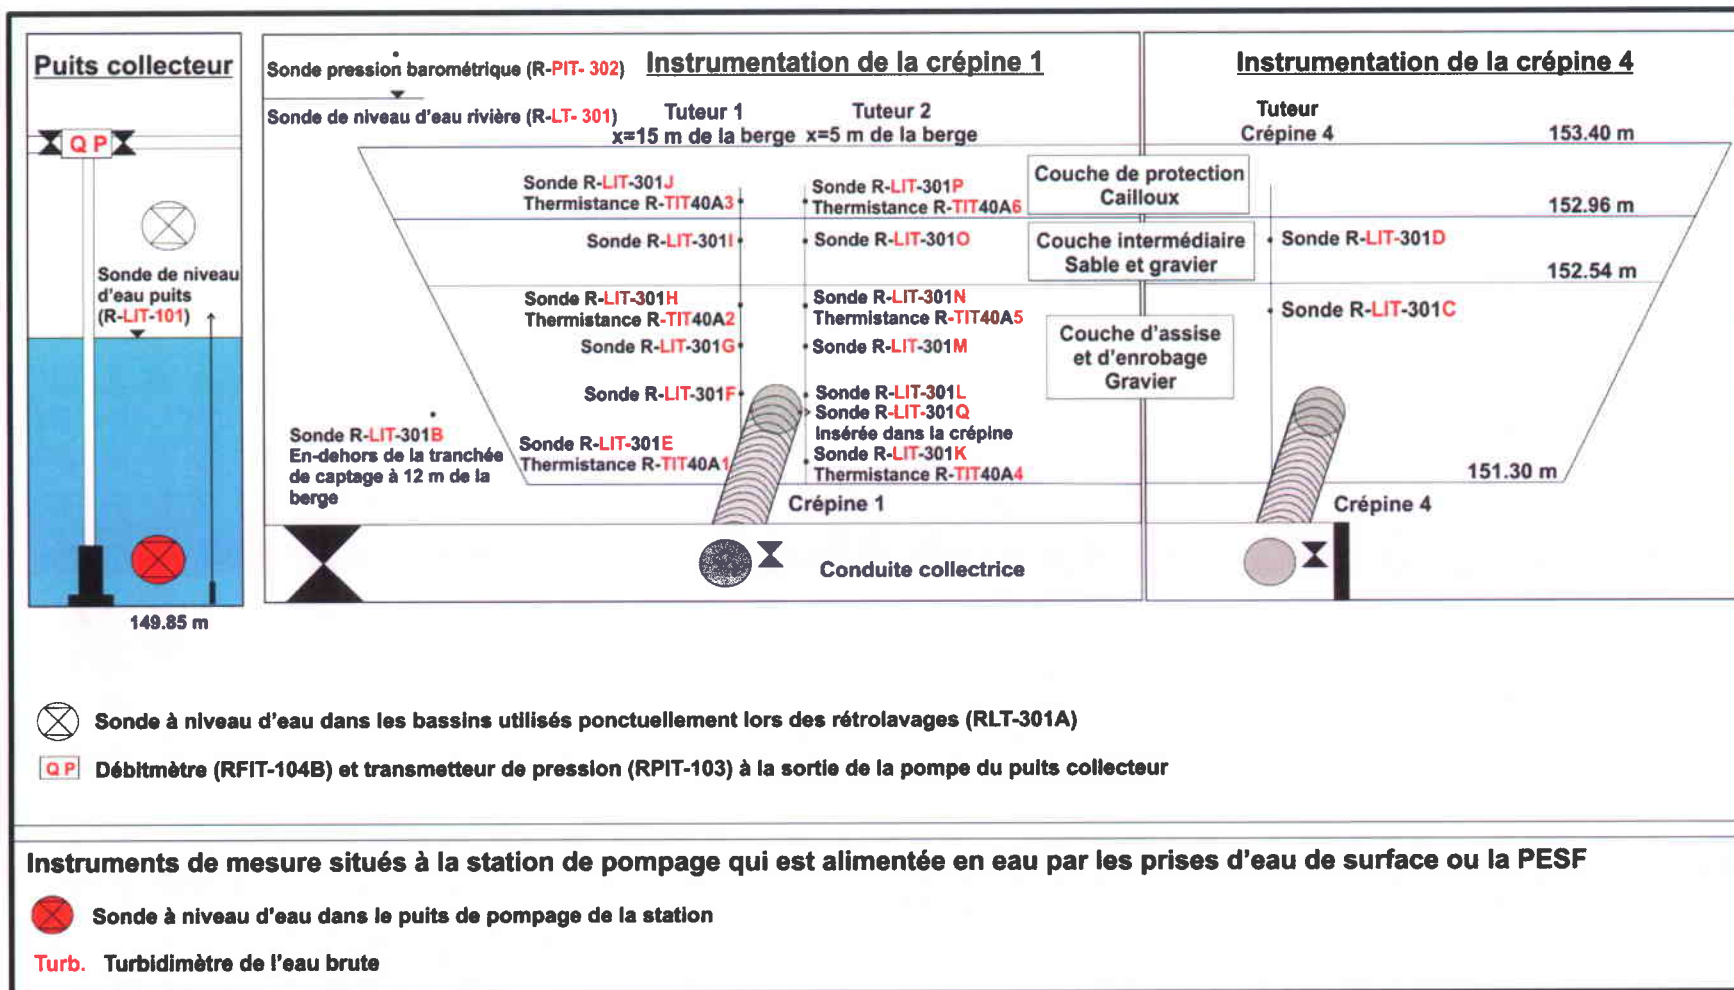 Puits collecteur
Q P
Sonde de niveau
d'eau puits
(R-LIT-101)
149.85 m
Sonde pression barométrique (R-PIT- 302)
Sonde de niveau d'eau rivière (R-LT- 301)
Instrumentation de la crépine 1
Tuteur 1
x=15 m de la berge
Tuteur 2
x=5 m de la berge
Sonde R-LIT-301J
Thermistance R-TIT40A3
Sonde R-LIT-301I
Sonde R-LIT-301H
Thermistance R-TIT40A2
Sonde R-LIT-301G
Sonde R-LIT-301F
Sonde R-LIT-301E
Thermistance R-TIT40A1
Sonde R-LIT-301B
En-dehors de la tranchée
de captage à 12 m de la
berge
Sonde R-LIT-301P
Thermistance R-TIT40A6
Sonde R-LIT-301O
Sonde R-LIT-301N
Thermistance R-TIT40A5
Sonde R-LIT-301M
Sonde R-LIT-301L
Sonde R-LIT-301Q
Insérée dans la crépine
Sonde R-LIT-301K
Thermistance R-TIT40A4
Crépine 1
Conduite collectrice
Couche de protection
Cailloux
Couche intermédiaire
Sable et gravier
Couche d'assise
et d'enrobage
Gravier
Instrumentation de la crépine 4
Tuteur
Crépine 4
153.40 m
152.96 m
Sonde R-LIT-301D
152.54 m
Sonde R-LIT-301C
151.30 m
Crépine 4
Sonde à niveau d'eau dans les bassins utilisés ponctuellement lors des rétrolavages (RLT-301A)
Q P Débitmètre (RFIT-104B) et transmetteur de pression (RPIT-103) à la sortie de la pompe du puits collecteur
Instruments de mesure situés à la station de pompage qui est alimentée en eau par les prises d'eau de surface ou la PESF
Sonde à niveau d'eau dans le puits de pompage de la station
Turb. Turbidimètre de l'eau brute